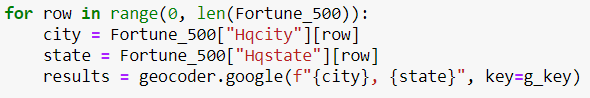 for row in range(0, len(Fortune_500)):
    city = Fortune_500["Hqcity"][row]
    state = Fortune_500["Hqstate"][row]
    results = geocoder.google(f"{city}, {state}", key=g_key)